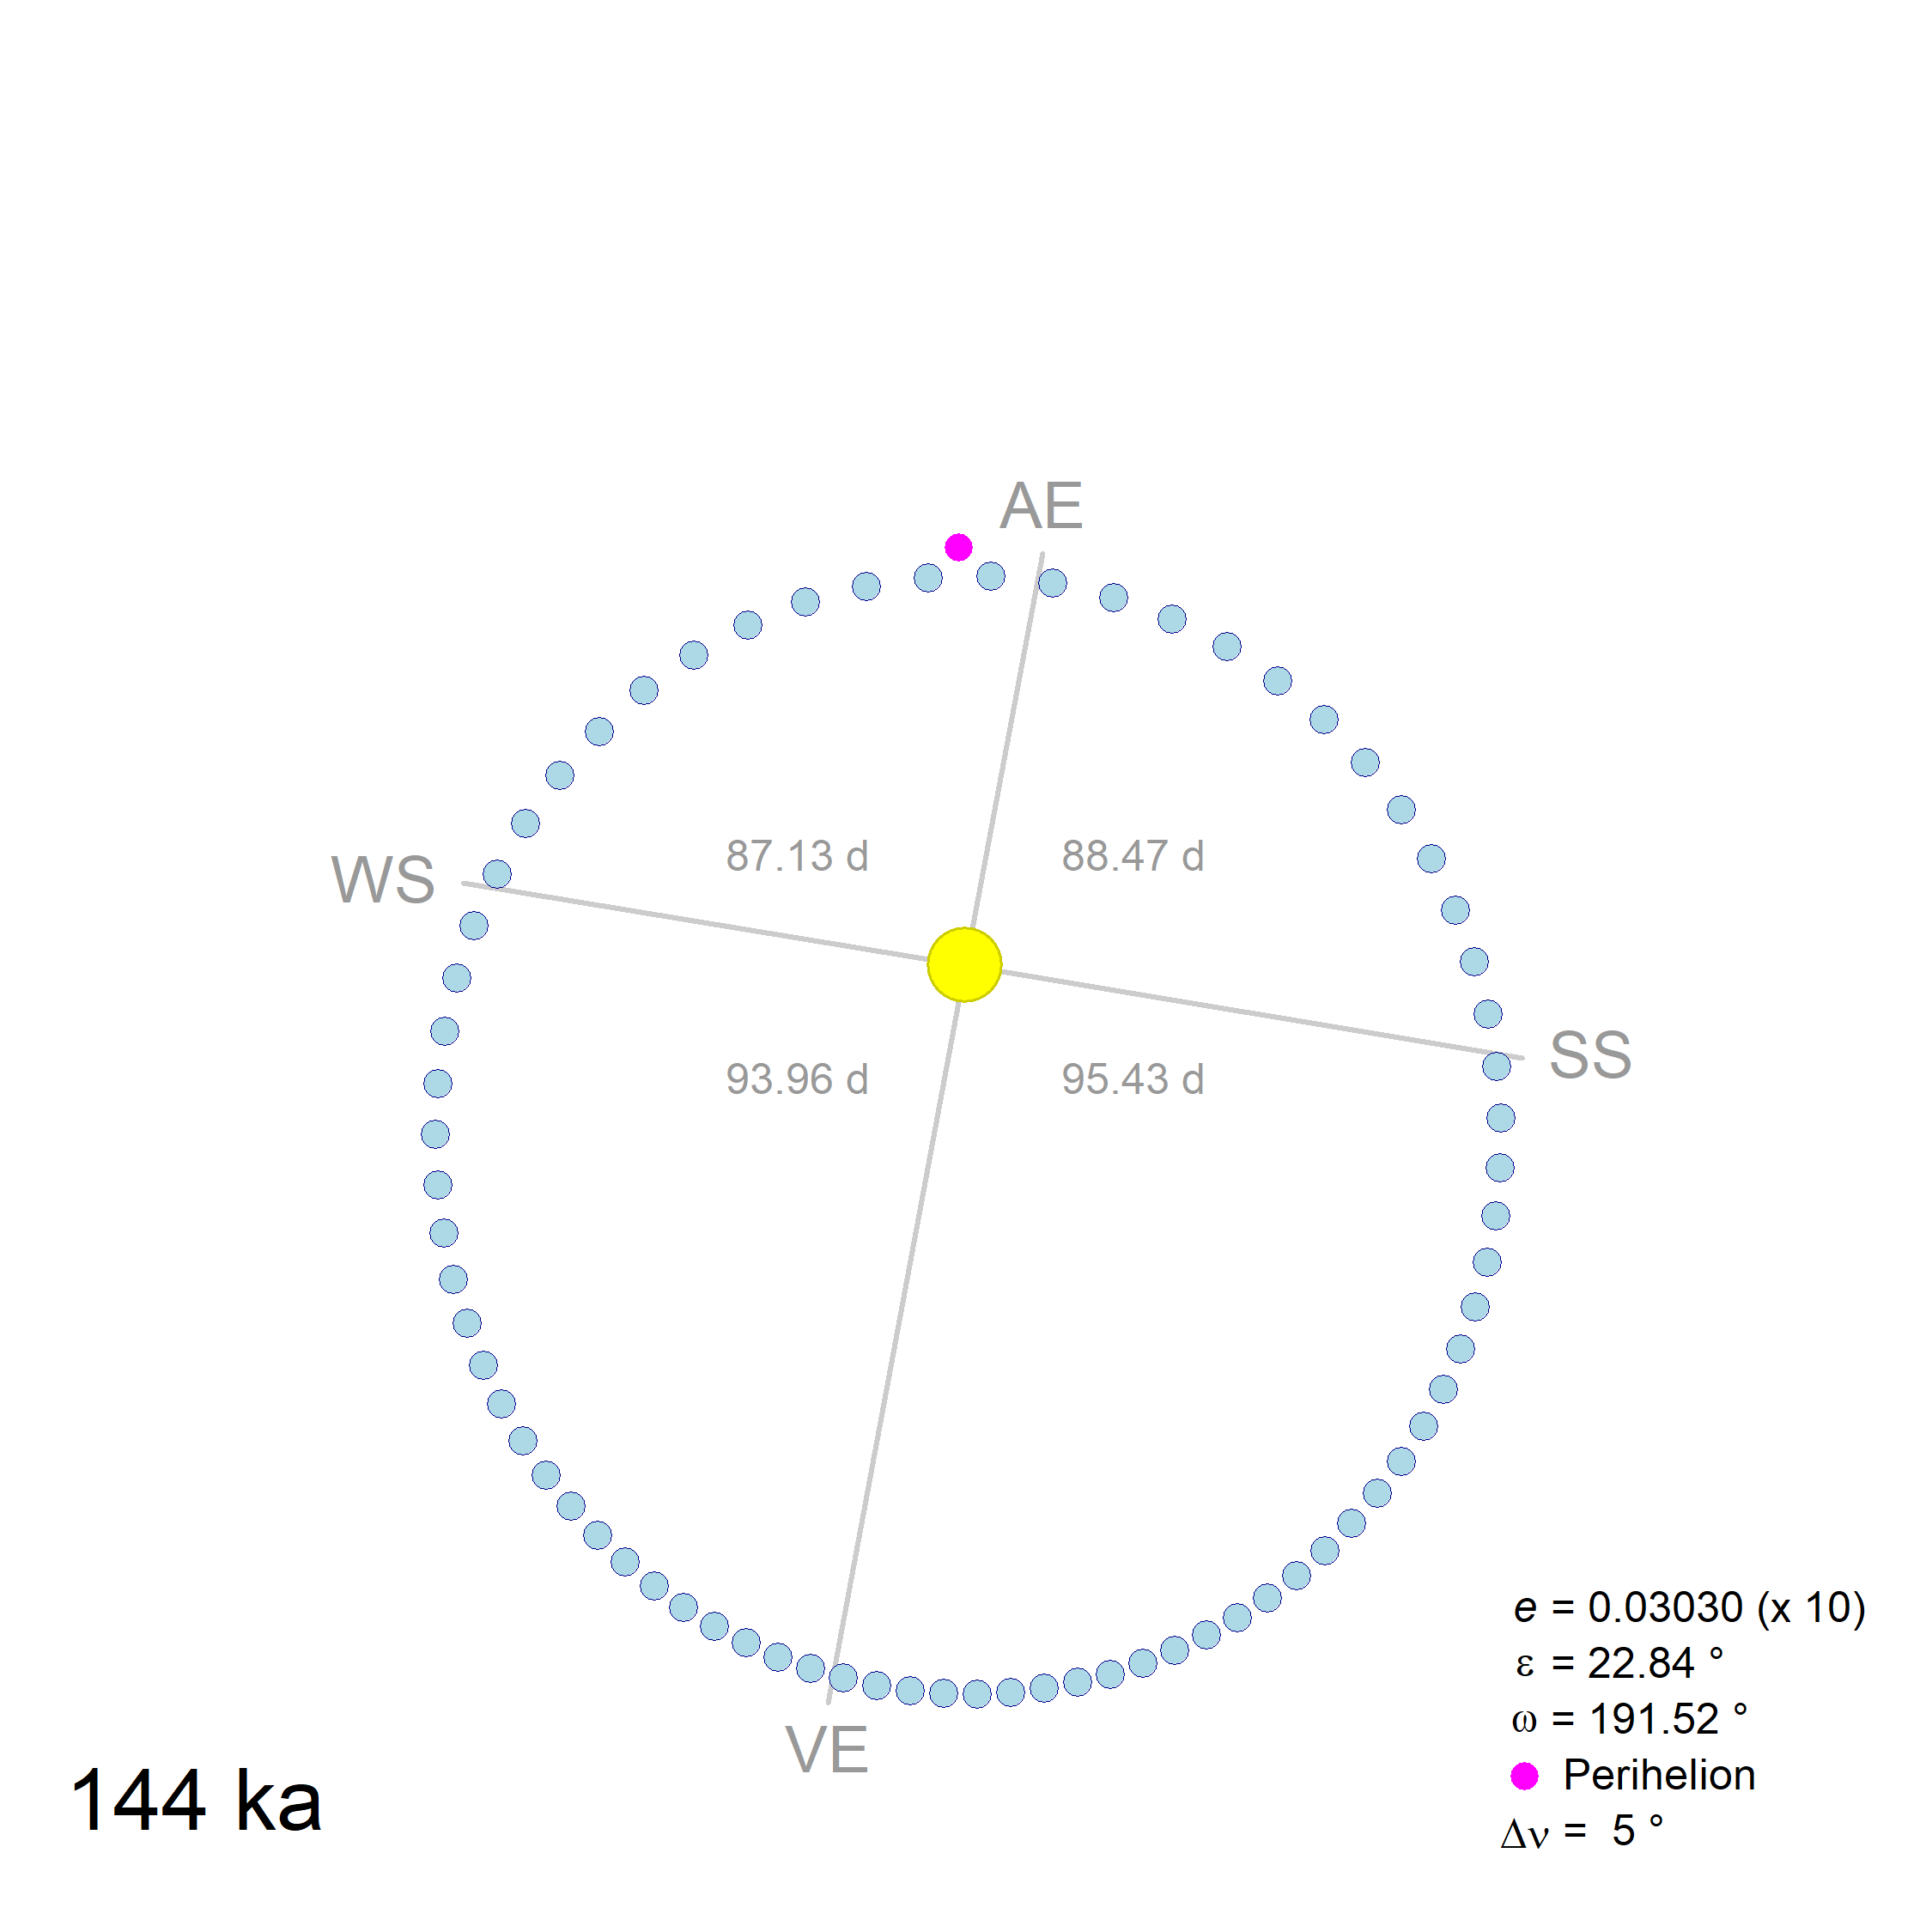 AE
WS
87.13 d
88.47 d
SS
93.96 d
95.43 d
VE
e = 0.03030 (x 10)
ε = 22.84 °
ω = 191.52 °
Perihelion
Δν = 5 °
144 ka